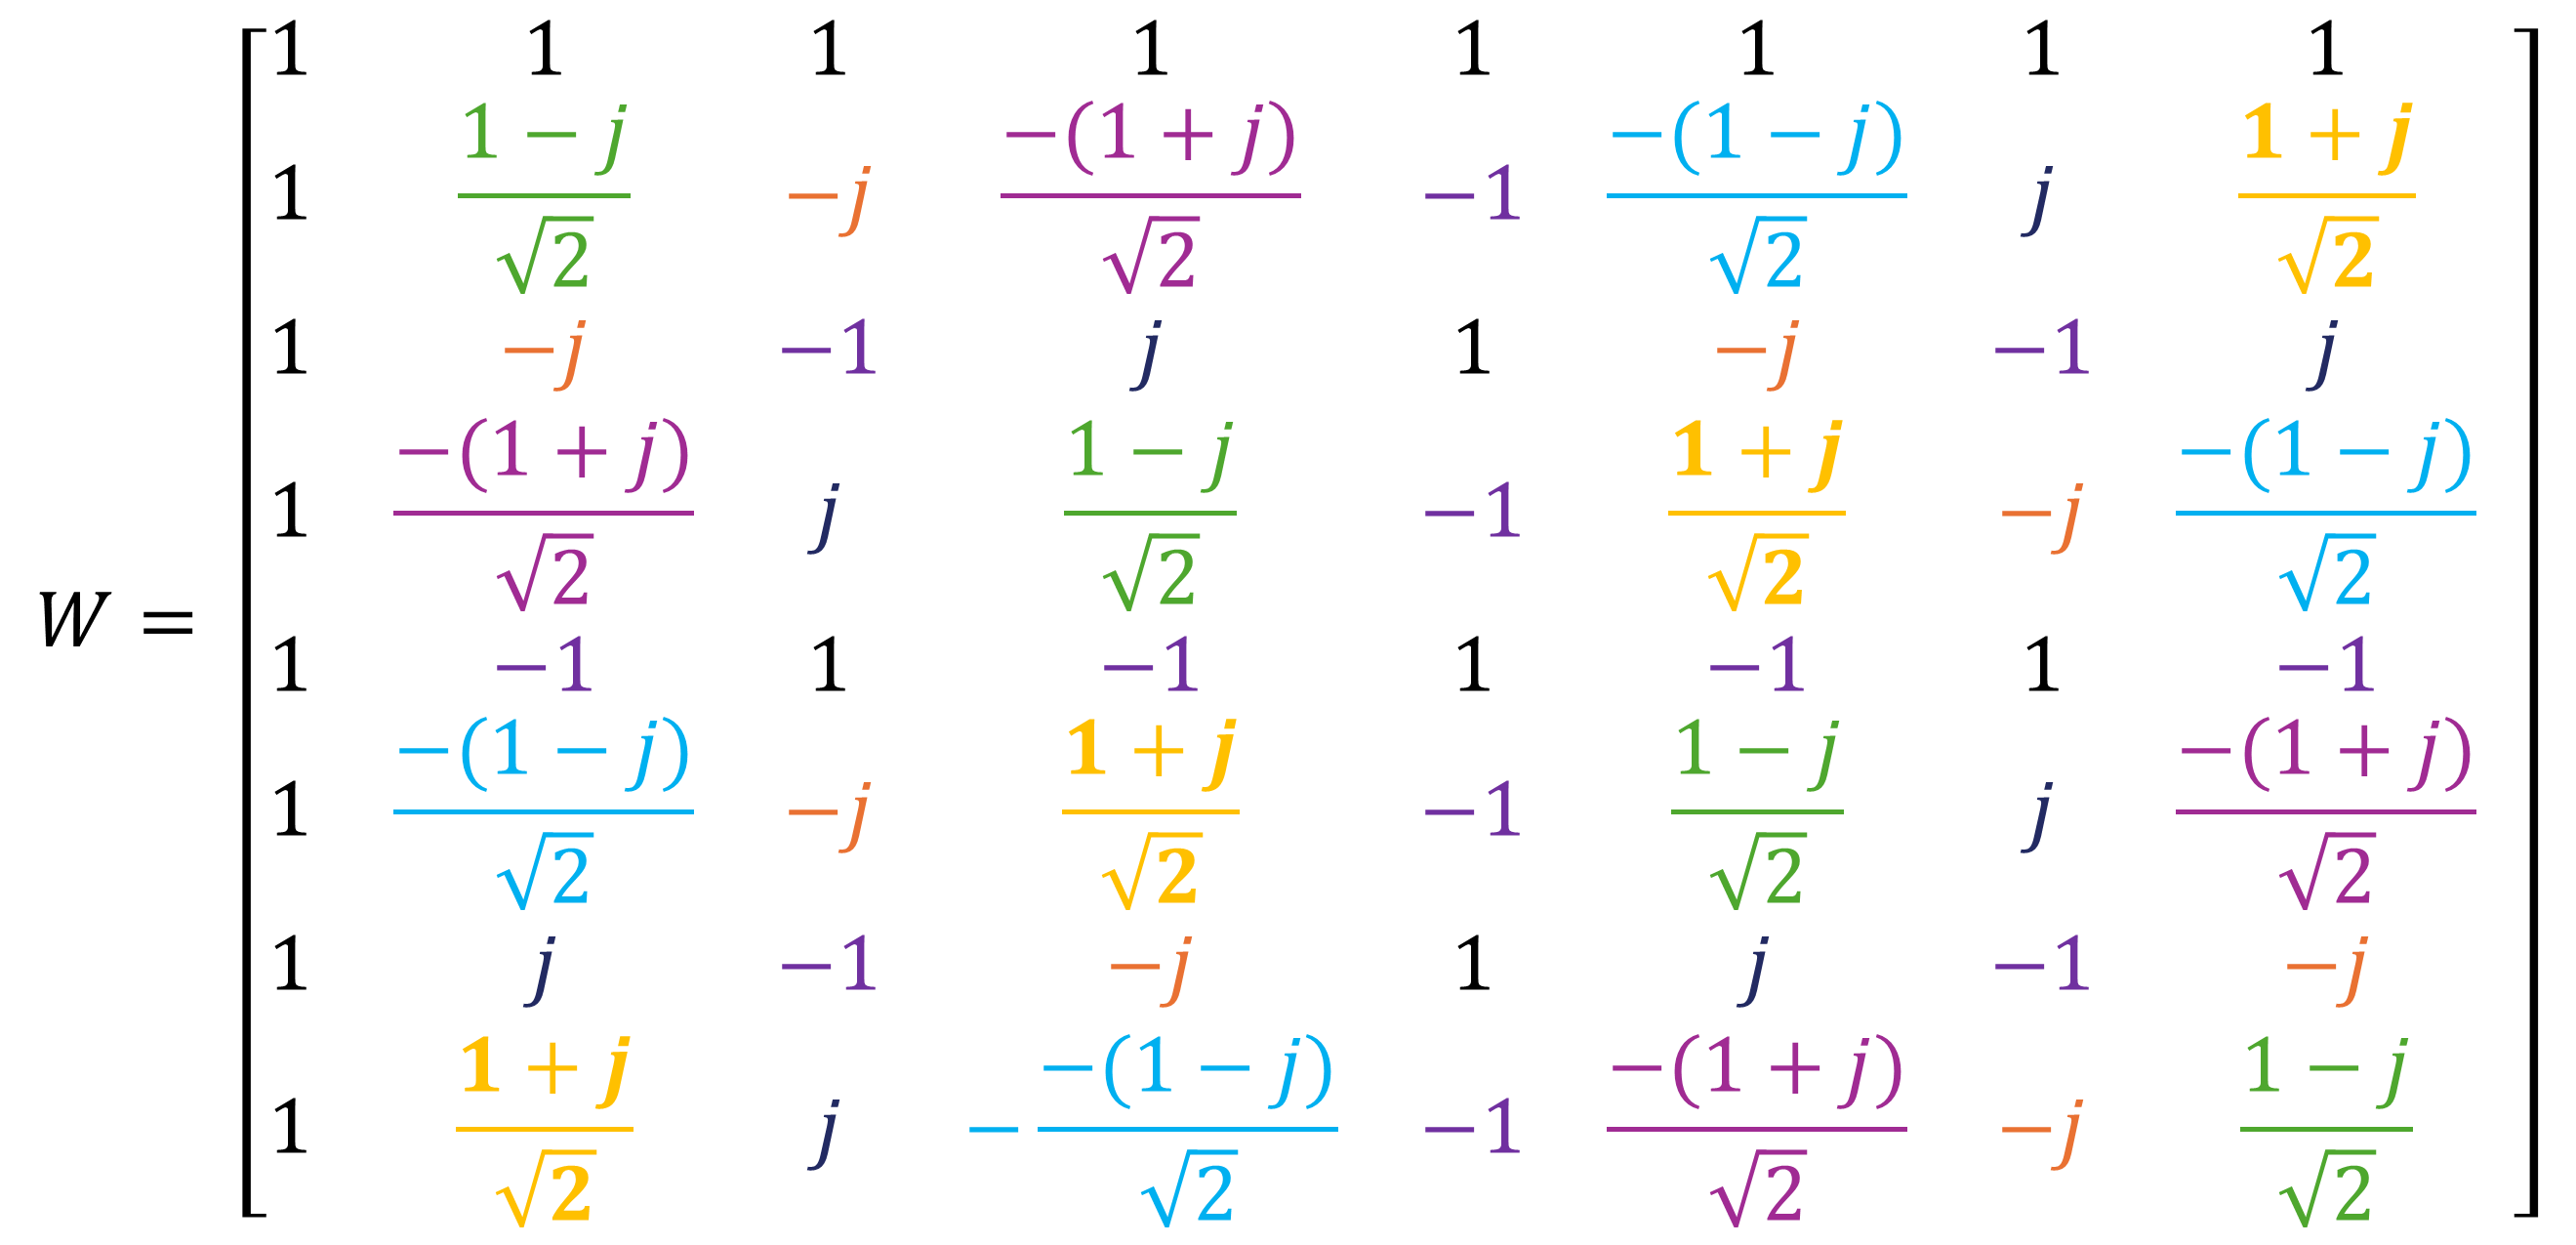 1 1 1 1 1 1 1 1
1 (1 − j)/√2 −j −(1 + j)/√2 −1 −(1 − j)/√2 j (1 + j)/√2
1 −j −1 j 1 −j −1 j
1 −(1 + j)/√2 j (1 − j)/√2 −1 (1 + j)/√2 −j −(1 − j)/√2
W =
1 −1 1 −1 1 −1 1 −1
1 −(1 − j)/√2 −j (1 + j)/√2 −1 (1 − j)/√2 j −(1 + j)/√2
1 j −1 −j 1 j −1 −j
1 (1 + j)/√2 j − −(1 − j)/√2 −1 −(1 + j)/√2 −j (1 − j)/√2